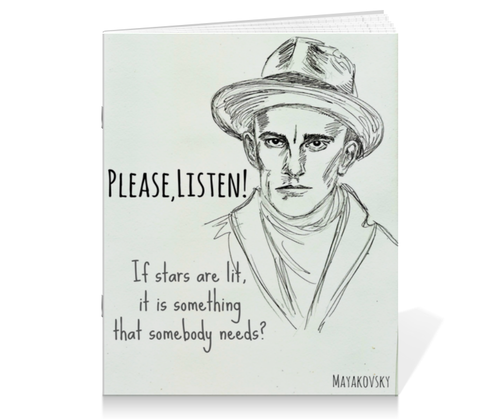 Please,Listen!
If stars are lit,
it is something
that somebody needs?
Mayakovsky